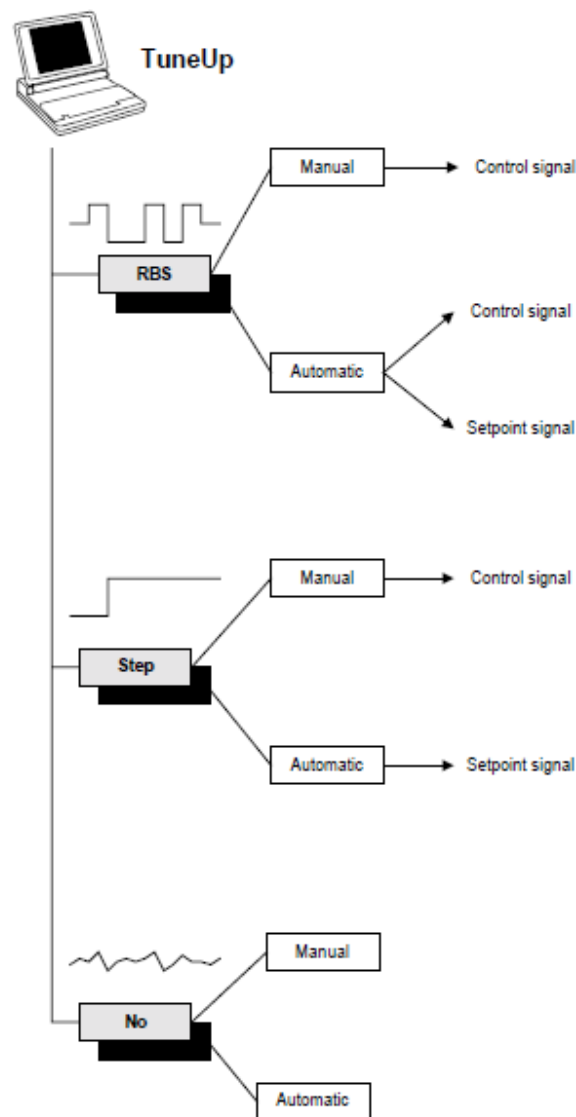 TuneUp
Manual
Control signal
RBS
Control signal
Automatic
Setpoint signal
Manual
Control signal
Step
Automatic
Setpoint signal
Manual
No
Automatic